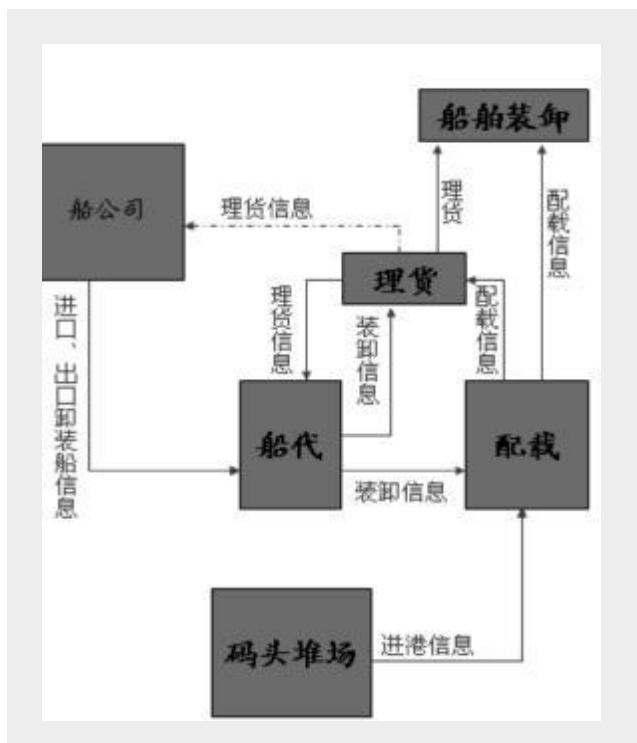 船舶装卸
船公司
理货信息
理货
配载信息
理货
进口、出口卸装船信息
理货信息
装卸信息
配载信息
船代
配载
装卸信息
码头堆场
进港信息